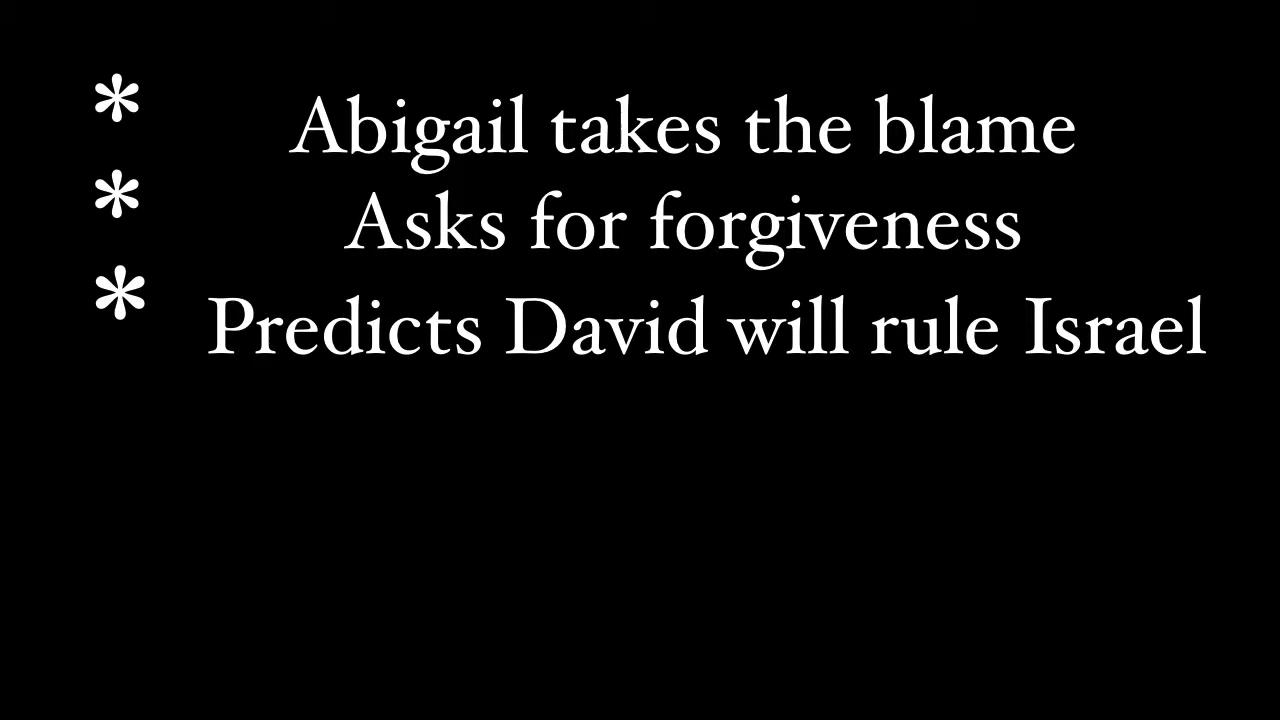 * Abigail takes the blame
* Asks for forgiveness
* Predicts David will rule Israel